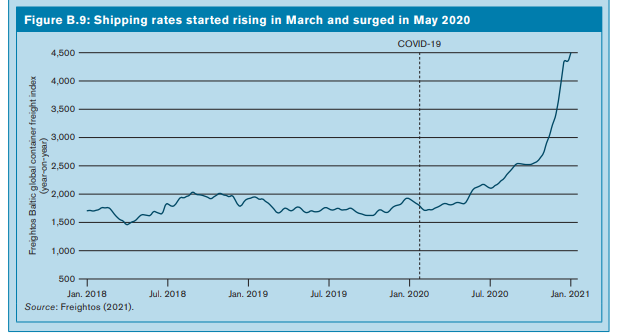 Figure B.9: Shipping rates started rising in March and surged in May 2020
COVID-19
Freightos Baltic global container freight index
(year-on-year)
4,500
4,000
3,500
3,000
2,500
2,000
1,500
1,000
500
Jan. 2018
Jul. 2018
Jan. 2019
Jul. 2019
Jan. 2020
Jul. 2020
Jan. 2021
Source: Freightos (2021).